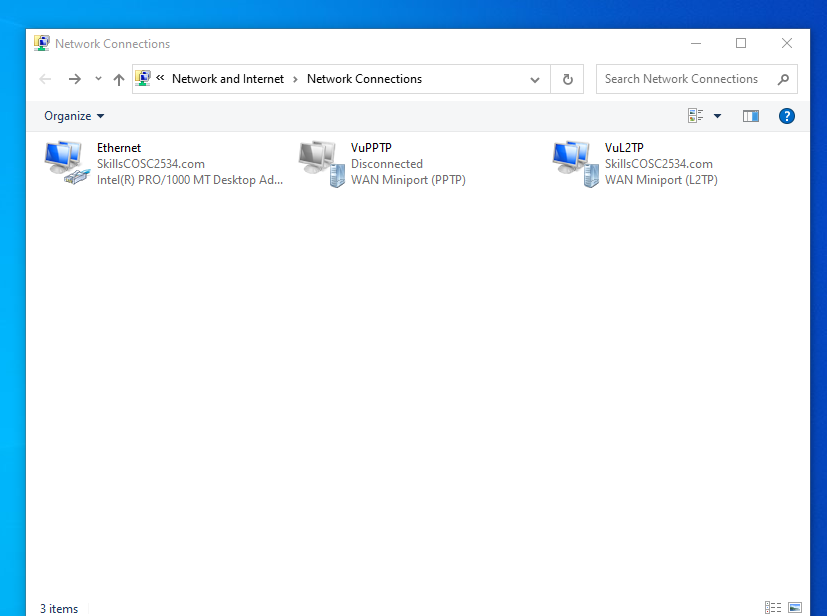 Network Connections
« Network and Internet › Network Connections
Search Network Connections
Organize
Ethernet
SkillsCOSC2534.com
Intel(R) PRO/1000 MT Desktop Ad...
VuPPTP
Disconnected
WAN Miniport (PPTP)
VuL2TP
SkillsCOSC2534.com
WAN Miniport (L2TP)
3 items